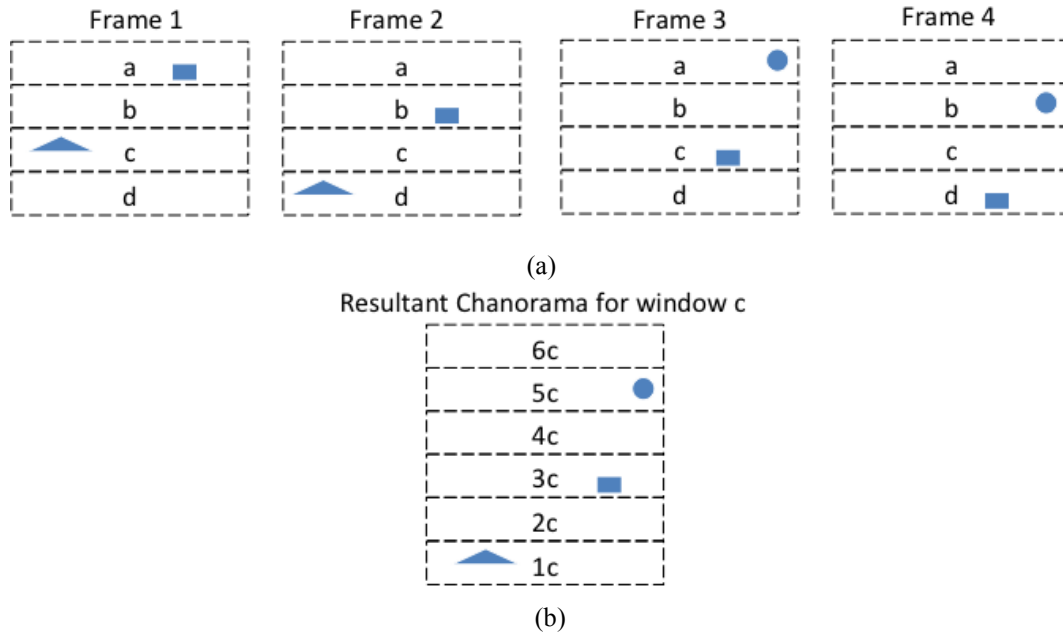 Frame 1 Frame 2 Frame 3 Frame 4
a a a a
b b b b
c c c c
d d d d
(a)
Resultant Chanorama for window c
6c
5c
4c
3c
2c
1c
(b)